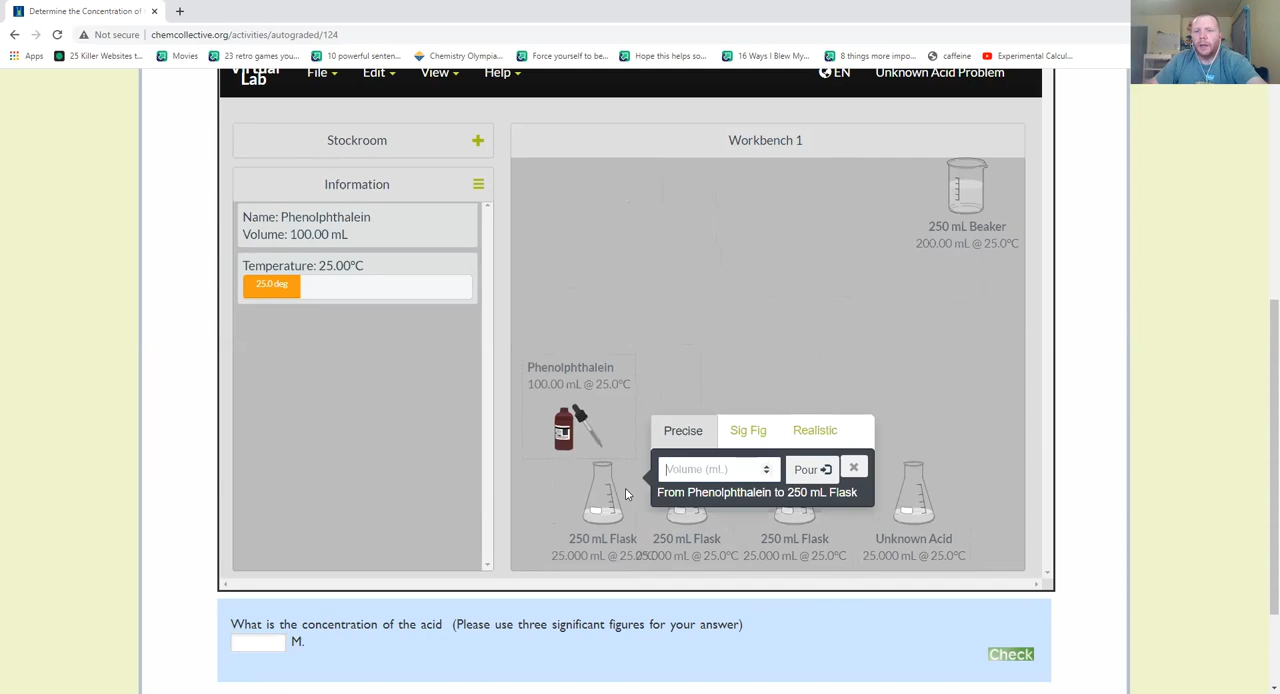 Determine the Concentration of
Not secure chemcollective.org/activities/autograded/124
Apps 25 Killer Websites t... Movies 23 retro games you... 10 powerful senten... Chemistry Olympia... Force yourself to be... Hope this helps so... 16 Ways I Blew My... 8 things more impo... caffeine Experimental Calcul...
Virtual
Lab
File Edit View Help EN Unknown Acid Problem
Stockroom
Workbench 1
Information
Name: Phenolphthalein
Volume: 100.00 mL
Temperature: 25.00°C
25.0 deg
250 mL Beaker
200.00 mL @ 25.0°C
Phenolphthalein
100.00 mL @ 25.0°C
Precise Sig Fig Realistic
Volume (mL) Pour
From Phenolphthalein to 250 mL Flask
250 mL Flask 250 mL Flask 250 mL Flask Unknown Acid
25.000 mL @ 25.0°C 25.000 mL @ 25.0°C 25.000 mL @ 25.0°C 25.000 mL @ 25.0°C
What is the concentration of the acid (Please use three significant figures for your answer)
M.
Check